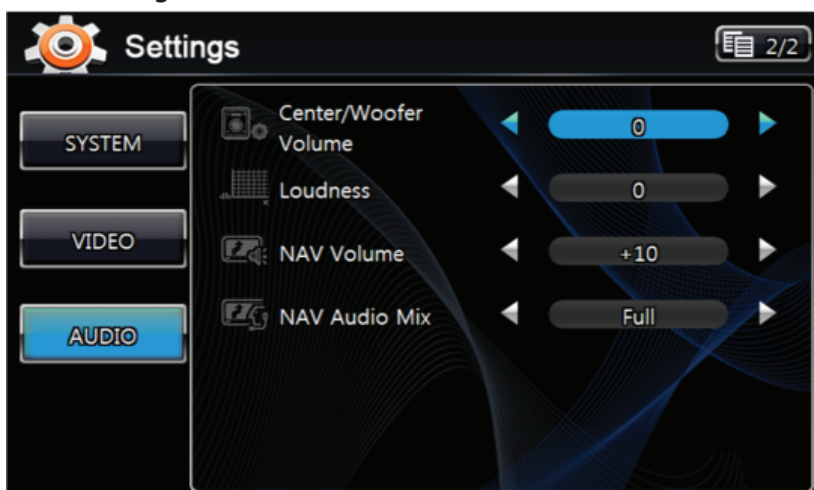 Settings
2/2
SYSTEM
VIDEO
AUDIO
Center/Woofer
Volume
0
Loudness
0
NAV Volume
+10
NAV Audio Mix
Full